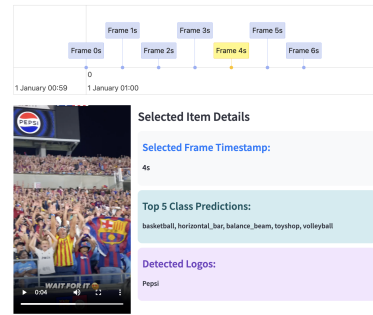 Frame 1s
Frame 3s
Frame 5s
Frame 0s
Frame 2s
Frame 4s
Frame 6s
0
1 January 00:59
1 January 01:00
PEPSI
WAIT FOR IT
0:04
Selected Item Details
Selected Frame Timestamp:
4s
Top 5 Class Predictions:
basketball, horizontal_bar, balance_beam, toyshop, volleyball
Detected Logos:
Pepsi